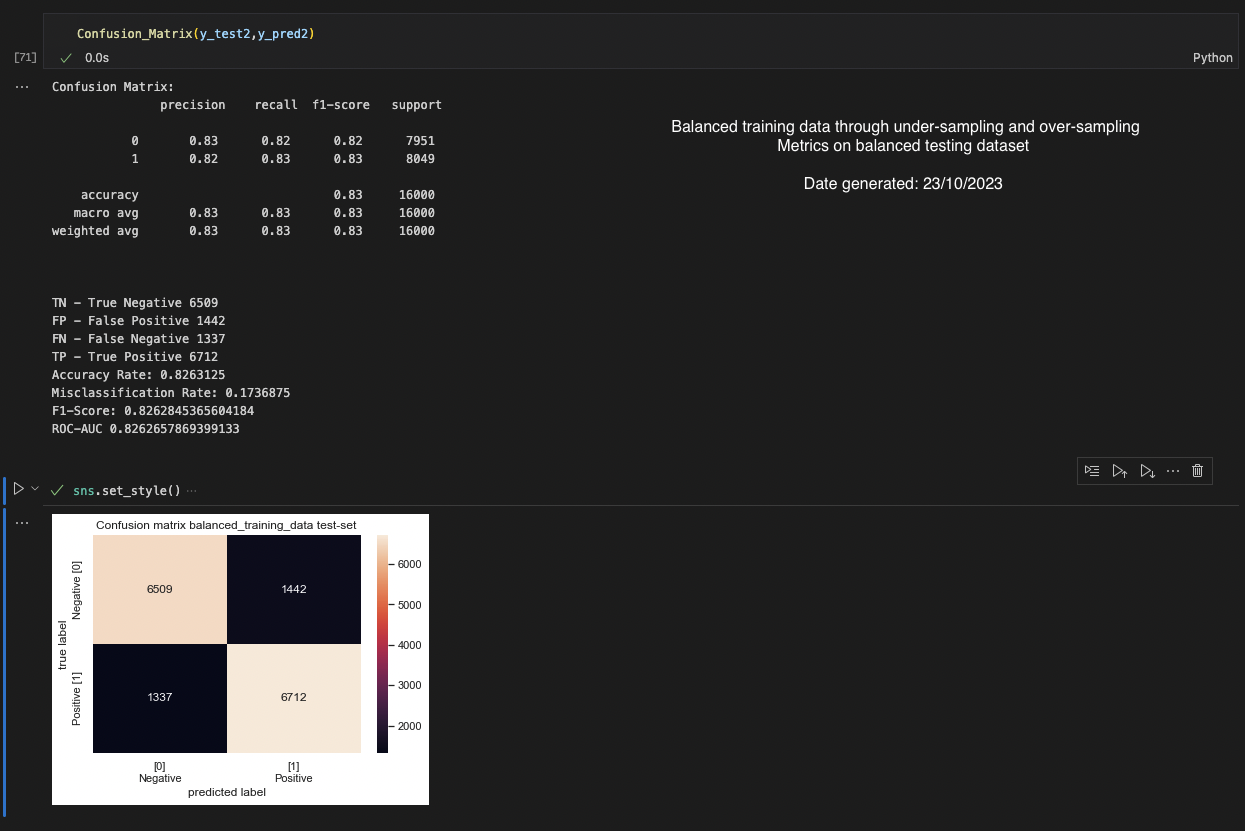 Confusion_Matrix(y_test2,y_pred2)
[71]
0.0s
Python
Confusion Matrix:
precision recall f1-score support
0 0.83 0.82 0.82 7951
1 0.82 0.83 0.83 8049
accuracy 0.83 16000
macro avg 0.83 0.83 0.83 16000
weighted avg 0.83 0.83 0.83 16000
Balanced training data through under-sampling and over-sampling
Metrics on balanced testing dataset
Date generated: 23/10/2023
TN - True Negative 6509
FP - False Positive 1442
FN - False Negative 1337
TP - True Positive 6712
Accuracy Rate: 0.8263125
Misclassification Rate: 0.1736875
F1-Score: 0.8262845365604184
ROC-AUC 0.8262657869399133
sns.set_style() ...
Confusion matrix balanced_training_data test-set
true label
Negative [0]
Positive [1]
6509 1442
1337 6712
6000
5000
4000
3000
2000
[0] [1]
Negative Positive
predicted label